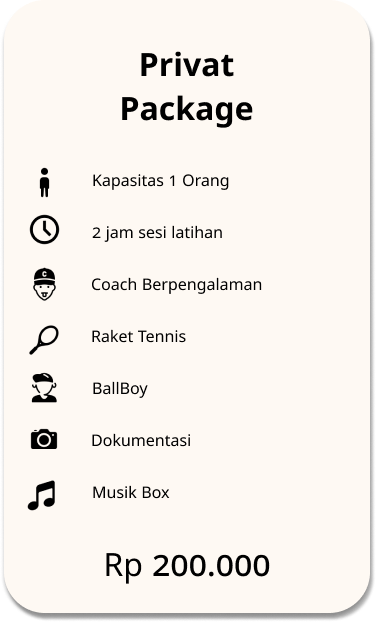 Privat
Package
Kapasitas 1 Orang
2 jam sesi latihan
C
Coach Berpengalaman
Raket Tennis
BallBoy
Dokumentasi
Musik Box
Rp 200.000